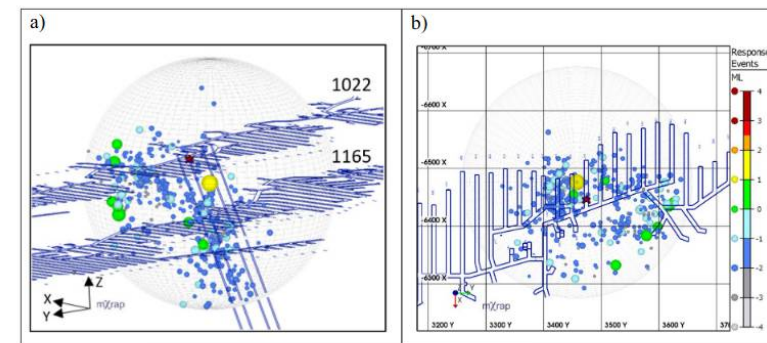 a)
1022
1165
Z
X
Y
mXrap
b)
-6700 X
-6600 X
-6500 X
-6400 X
-6300 X
3200 Y
3300 Y
3400 Y
3500 Y
3600 Y
X
Y
mXrap
Response
Events
ML
4
3
2
1
0
-1
-2
-3
-4